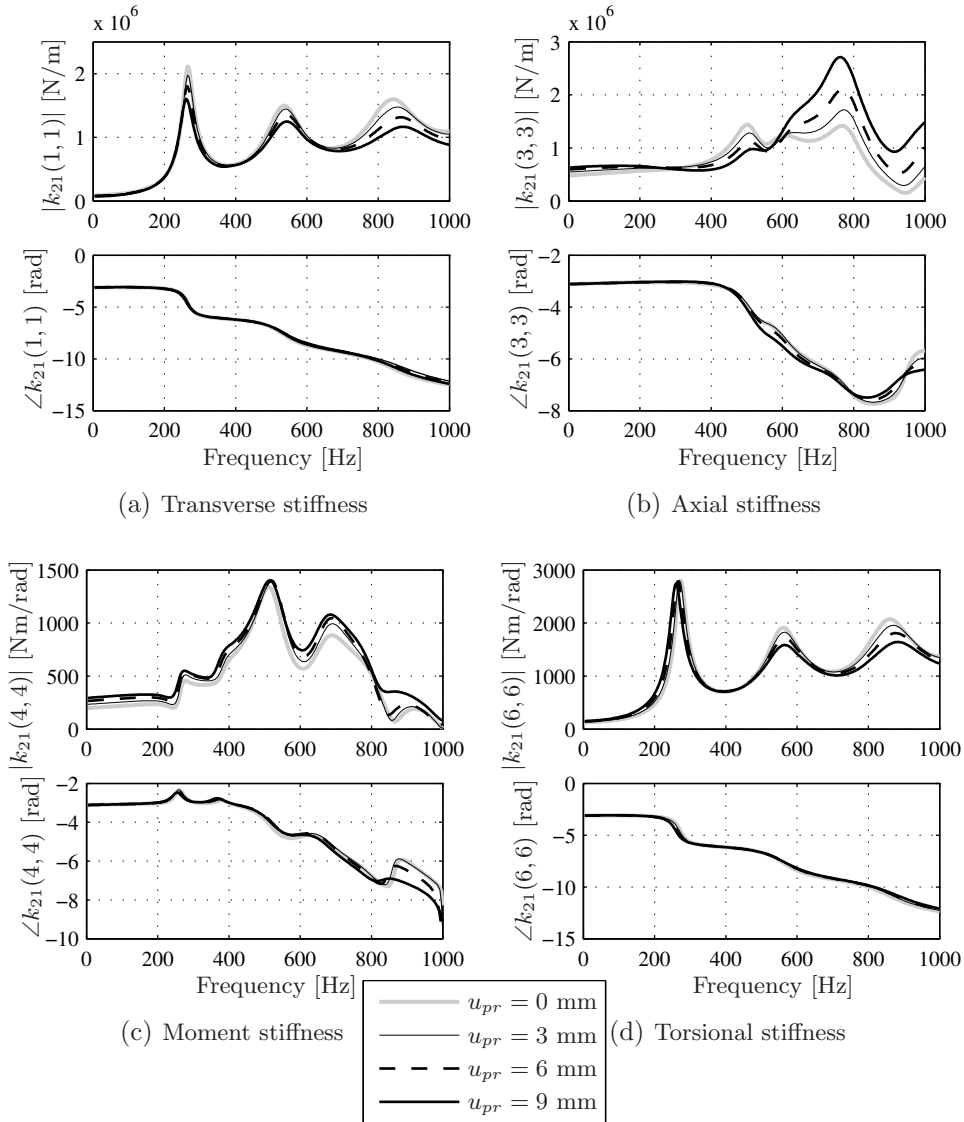 x 10⁶
|k₂₁(1, 1)| [N/m]
2
1
0
0 200 400 600 800 1000
∠k₂₁(1, 1) [rad]
0
−5
−10
−15
0 200 400 600 800 1000
Frequency [Hz]
(a) Transverse stiffness
x 10⁶
|k₂₁(3, 3)| [N/m]
3
2
1
0
0 200 400 600 800 1000
∠k₂₁(3, 3) [rad]
−2
−4
−6
−8
0 200 400 600 800 1000
Frequency [Hz]
(b) Axial stiffness
|k₂₁(4, 4)| [Nm/rad]
1500
1000
500
0
0 200 400 600 800 1000
∠k₂₁(4, 4) [rad]
−2
−4
−6
−8
−10
0 200 400 600 800 1000
Frequency [Hz]
(c) Moment stiffness
|k₂₁(6, 6)| [Nm/rad]
3000
2000
1000
0
0 200 400 600 800 1000
∠k₂₁(6, 6) [rad]
0
−5
−10
−15
0 200 400 600 800 1000
Frequency [Hz]
(d) Torsional stiffness
u_pr = 0 mm
u_pr = 3 mm
u_pr = 6 mm
u_pr = 9 mm